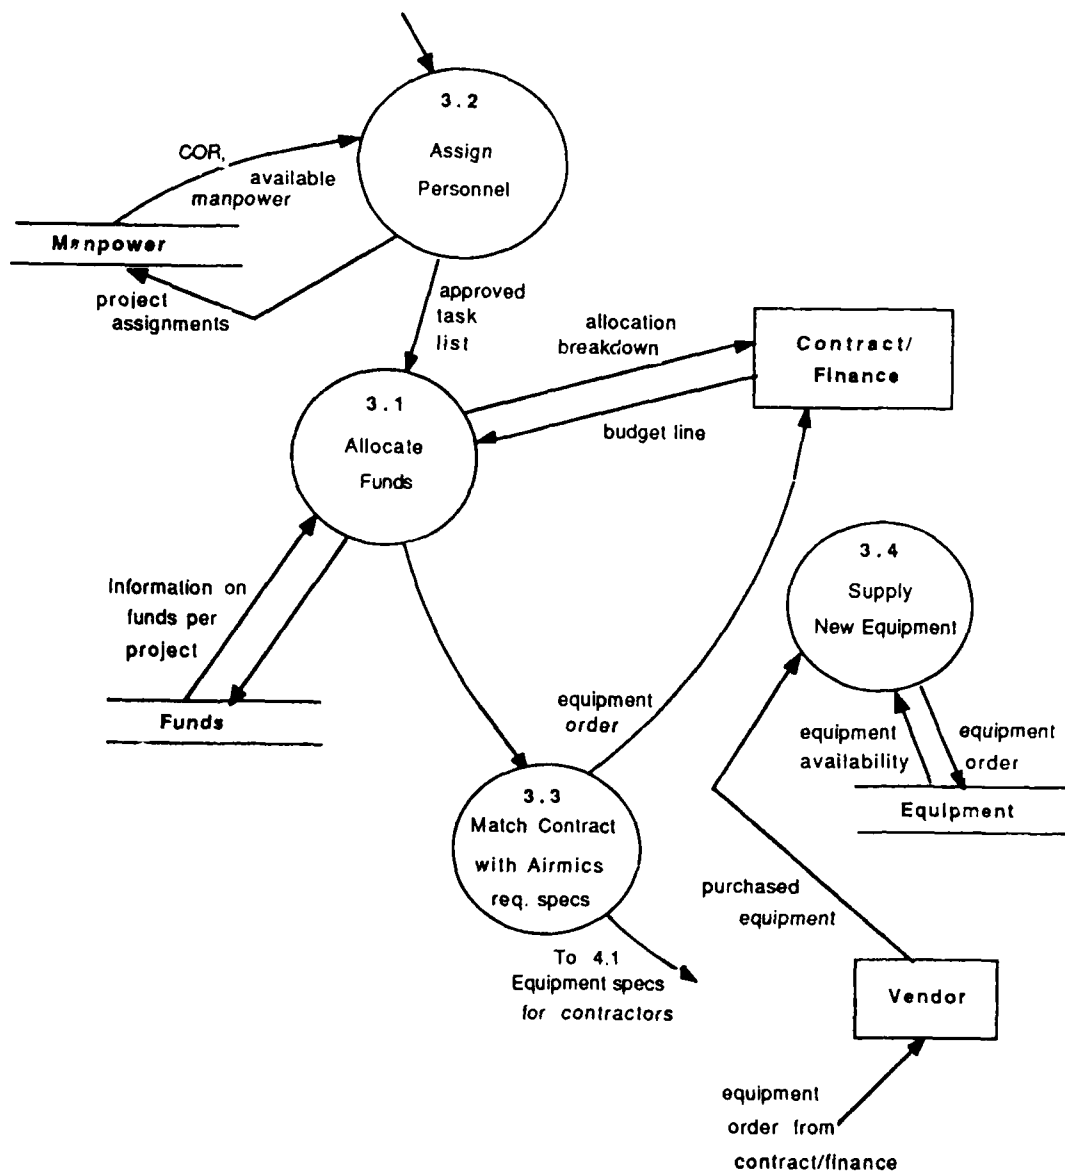 3.2
Assign
Personnel
COR,
available
manpower
Manpower
project
assignments
approved
task
list
allocation
breakdown
Contract/
Finance
3.1
Allocate
Funds
budget line
Information on
funds per
project
Funds
3.4
Supply
New Equipment
equipment
order
equipment
availability
equipment
order
Equipment
3.3
Match Contract
with Airmics
req. specs
purchased
equipment
To 4.1
Equipment specs
for contractors
Vendor
equipment
order from
contract/finance